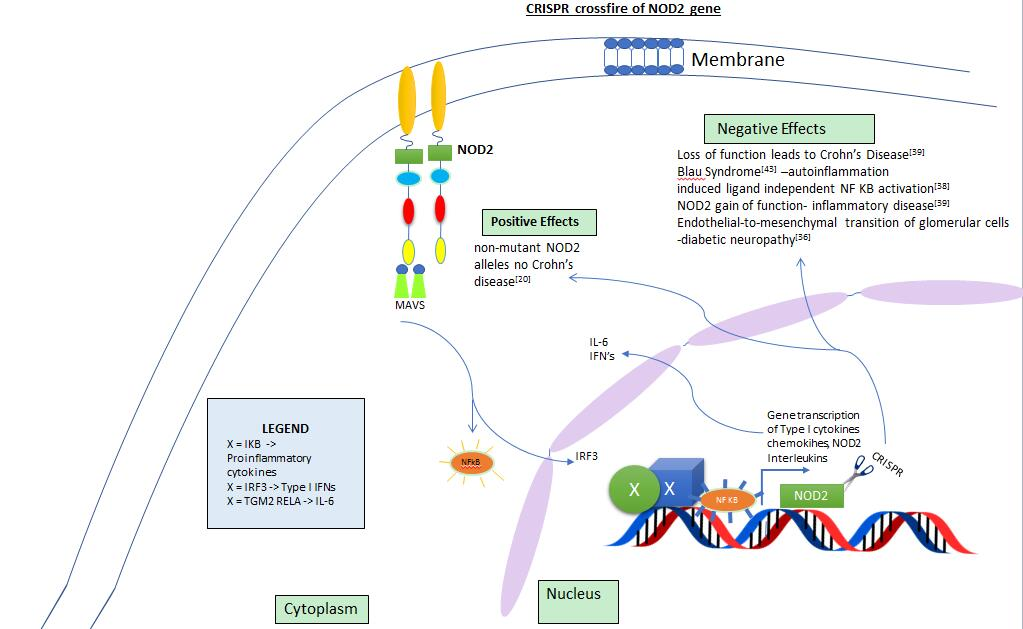 CRISPR crossfire of NOD2 gene
Membrane
NOD2
Negative Effects
Loss of function leads to Crohn's Disease[39]
Blau Syndrome[43] –autoinflammation
induced ligand independent NF KB activation[38]
NOD2 gain of function- inflammatory disease[39]
Endothelial-to-mesenchymal transition of glomerular cells
-diabetic neuropathy[36]
Positive Effects
non-mutant NOD2
alleles no Crohn's
disease[20]
MAVS
IL-6
IFN's
LEGEND
X = IKB ->
Proinflammatory
cytokines
X = IRF3 -> Type I IFNs
X = TGM2 RELA -> IL-6
NFkB
IRF3
Gene transcription
of Type I cytokines
chemokines, NOD2
Interleukins
CRISPR
X
X
NF KB
NOD2
Cytoplasm
Nucleus